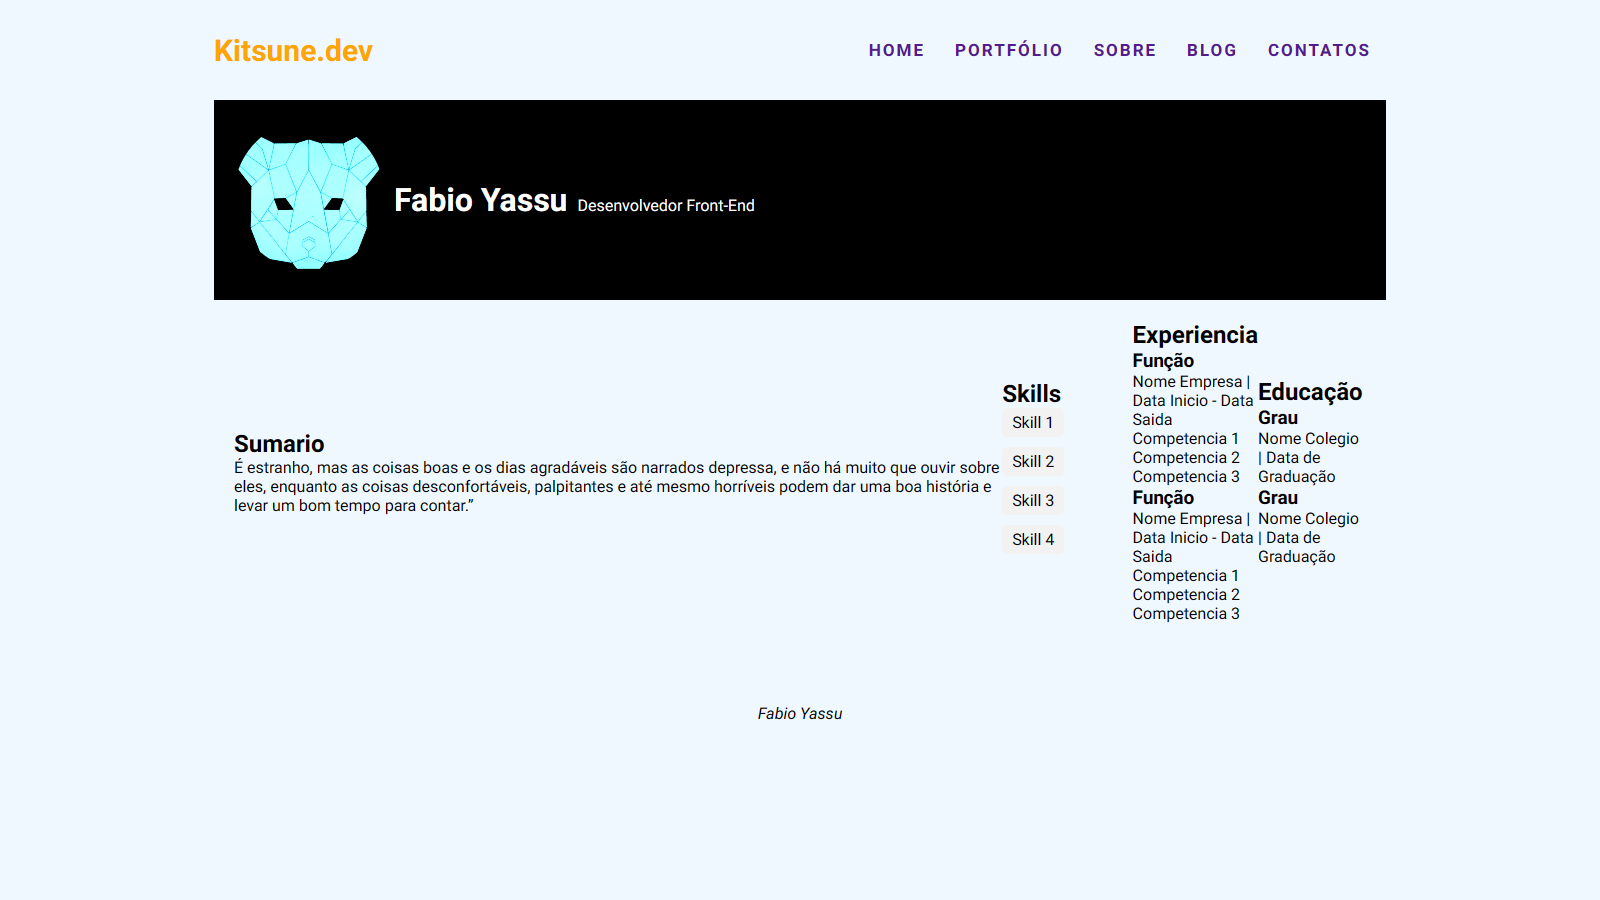 Kitsune.dev
HOME PORTFÓLIO SOBRE BLOG CONTATOS
Fabio Yassu Desenvolvedor Front-End
Sumario
É estranho, mas as coisas boas e os dias agradáveis são narrados depressa, e não há muito que ouvir sobre
eles, enquanto as coisas desconfortáveis, palpitantes e até mesmo horríveis podem dar uma boa história e
levar um bom tempo para contar.”
Skills
Skill 1
Skill 2
Skill 3
Skill 4
Experiencia
Função
Nome Empresa |
Data Inicio - Data
Saida
Competencia 1
Competencia 2
Competencia 3
Função
Nome Empresa |
Data Inicio - Data
Saida
Competencia 1
Competencia 2
Competencia 3
Educação
Grau
Nome Colegio
| Data de
Graduação
Grau
Nome Colegio
| Data de
Graduação
Fabio Yassu